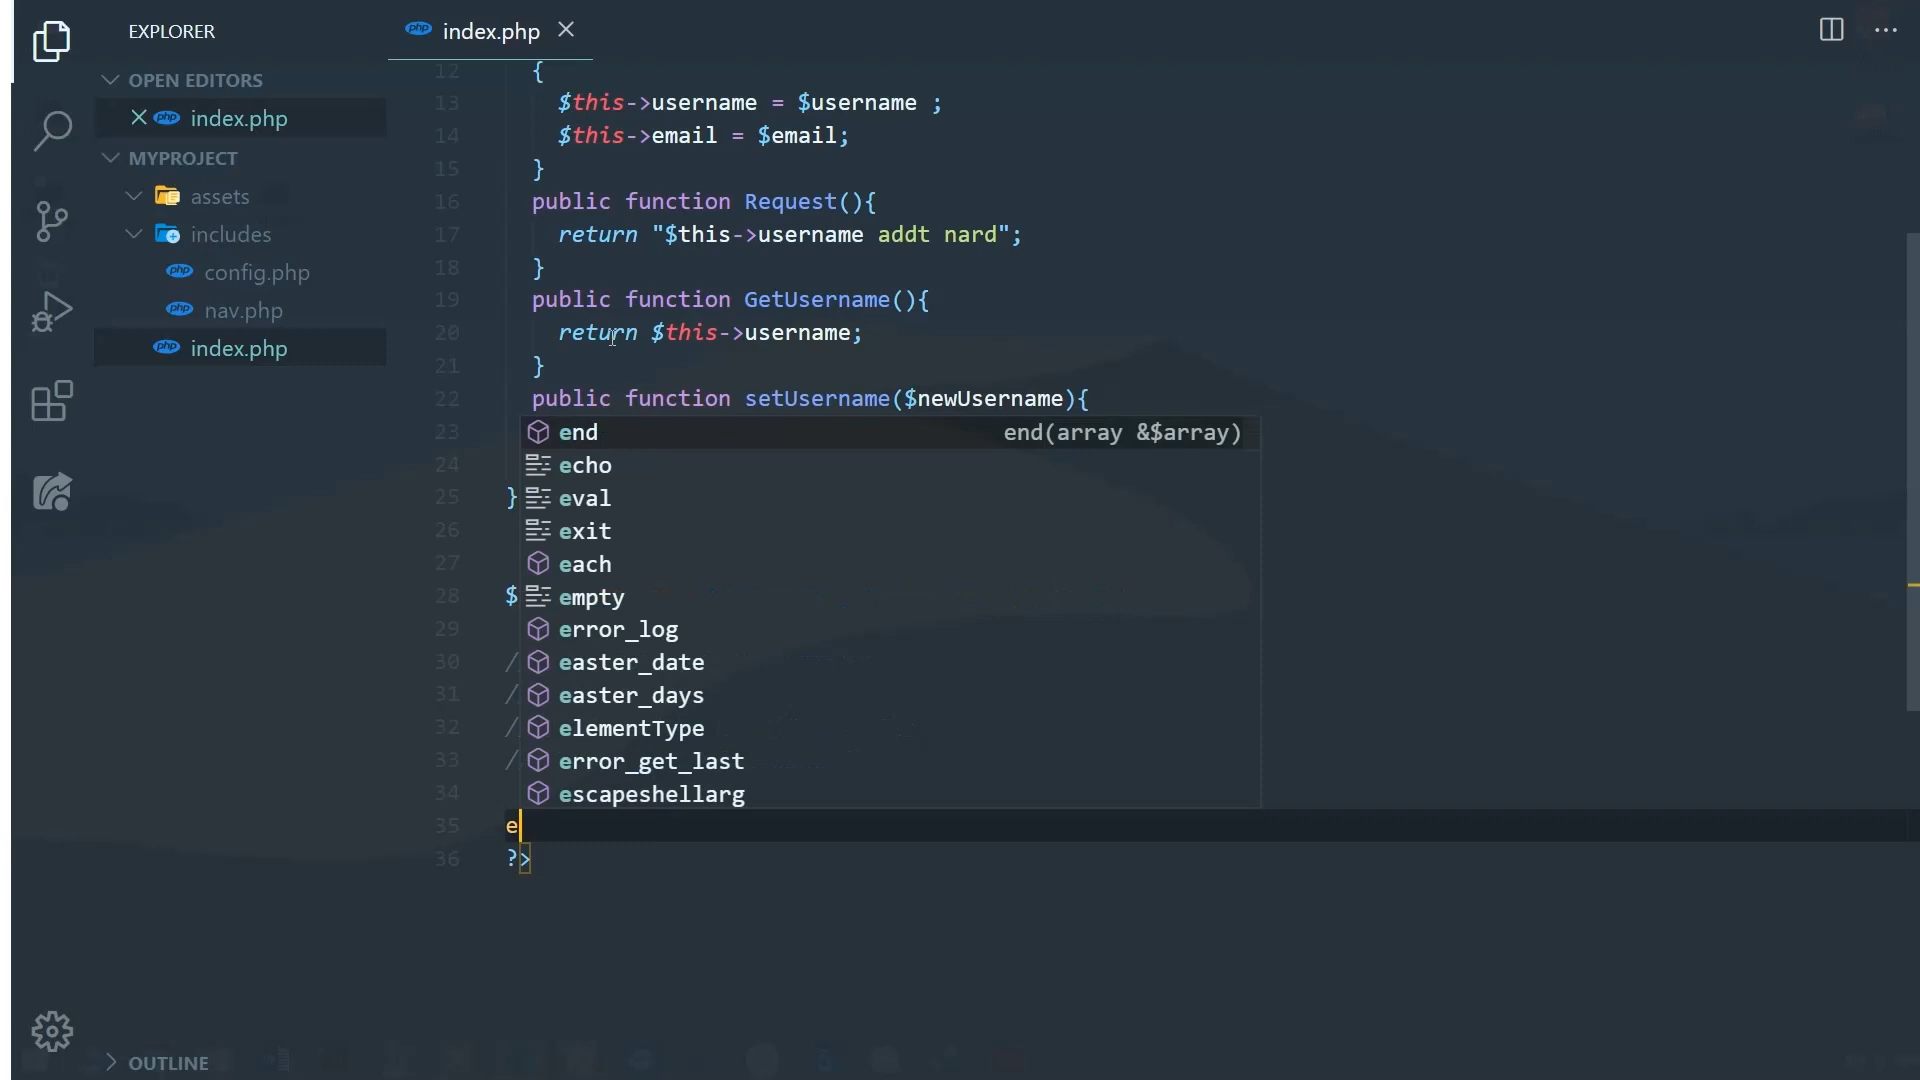 EXPLORER
OPEN EDITORS
index.php
MYPROJECT
assets
includes
config.php
nav.php
index.php
OUTLINE
index.php
12 {
13 $this->username = $username ;
14 $this->email = $email;
15 }
16 public function Request(){
17 return "$this->username addt nard";
18 }
19 public function GetUsername(){
20 return $this->username;
21 }
22 public function setUsername($newUsername){
23
24
25 }
26
27
28 $
29
30 /
31 /
32 /
33 /
34
35 e
36 ?>
end end(array &$array)
echo
eval
exit
each
empty
error_log
easter_date
easter_days
elementType
error_get_last
escapeshellarg